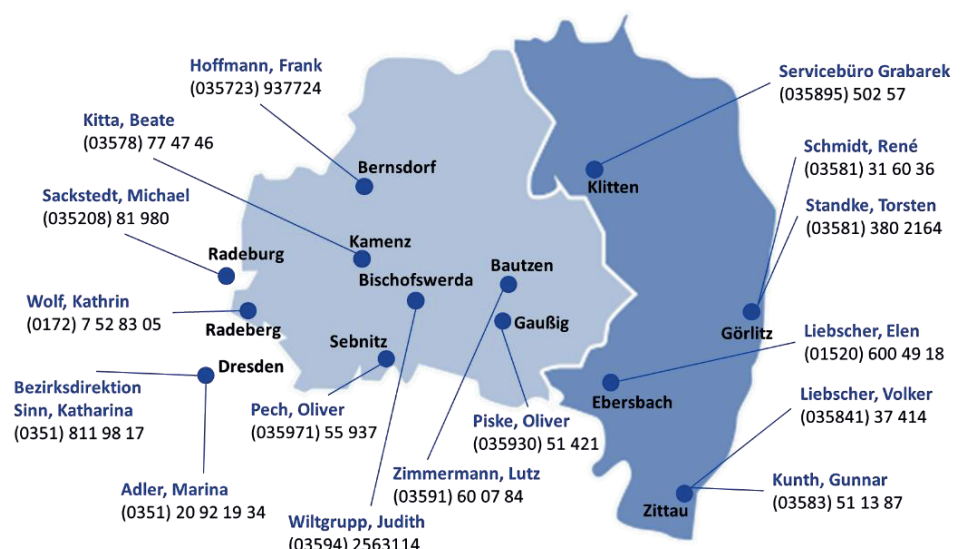 Hoffmann, Frank
(035723) 937724
Kitta, Beate
(03578) 77 47 46
Sackstedt, Michael
(035208) 81 980
Wolf, Kathrin
(0172) 7 52 83 05
Bezirksdirektion
Sinn, Katharina
(0351) 811 98 17
Adler, Marina
(0351) 20 92 19 34
Bernsdorf
Kamenz
Radeburg
Bischofswerda
Bautzen
Radeberg
Gaußig
Sebnitz
Dresden
Pech, Oliver
(035971) 55 937
Piske, Oliver
(035930) 51 421
Zimmermann, Lutz
(03591) 60 07 84
Wiltgrupp, Judith
(03594) 2563114
Klitten
Görlitz
Ebersbach
Zittau
Servicebüro Grabarek
(035895) 502 57
Schmidt, René
(03581) 31 60 36
Standke, Torsten
(03581) 380 2164
Liebscher, Elen
(01520) 600 49 18
Liebscher, Volker
(035841) 37 414
Kunth, Gunnar
(03583) 51 13 87